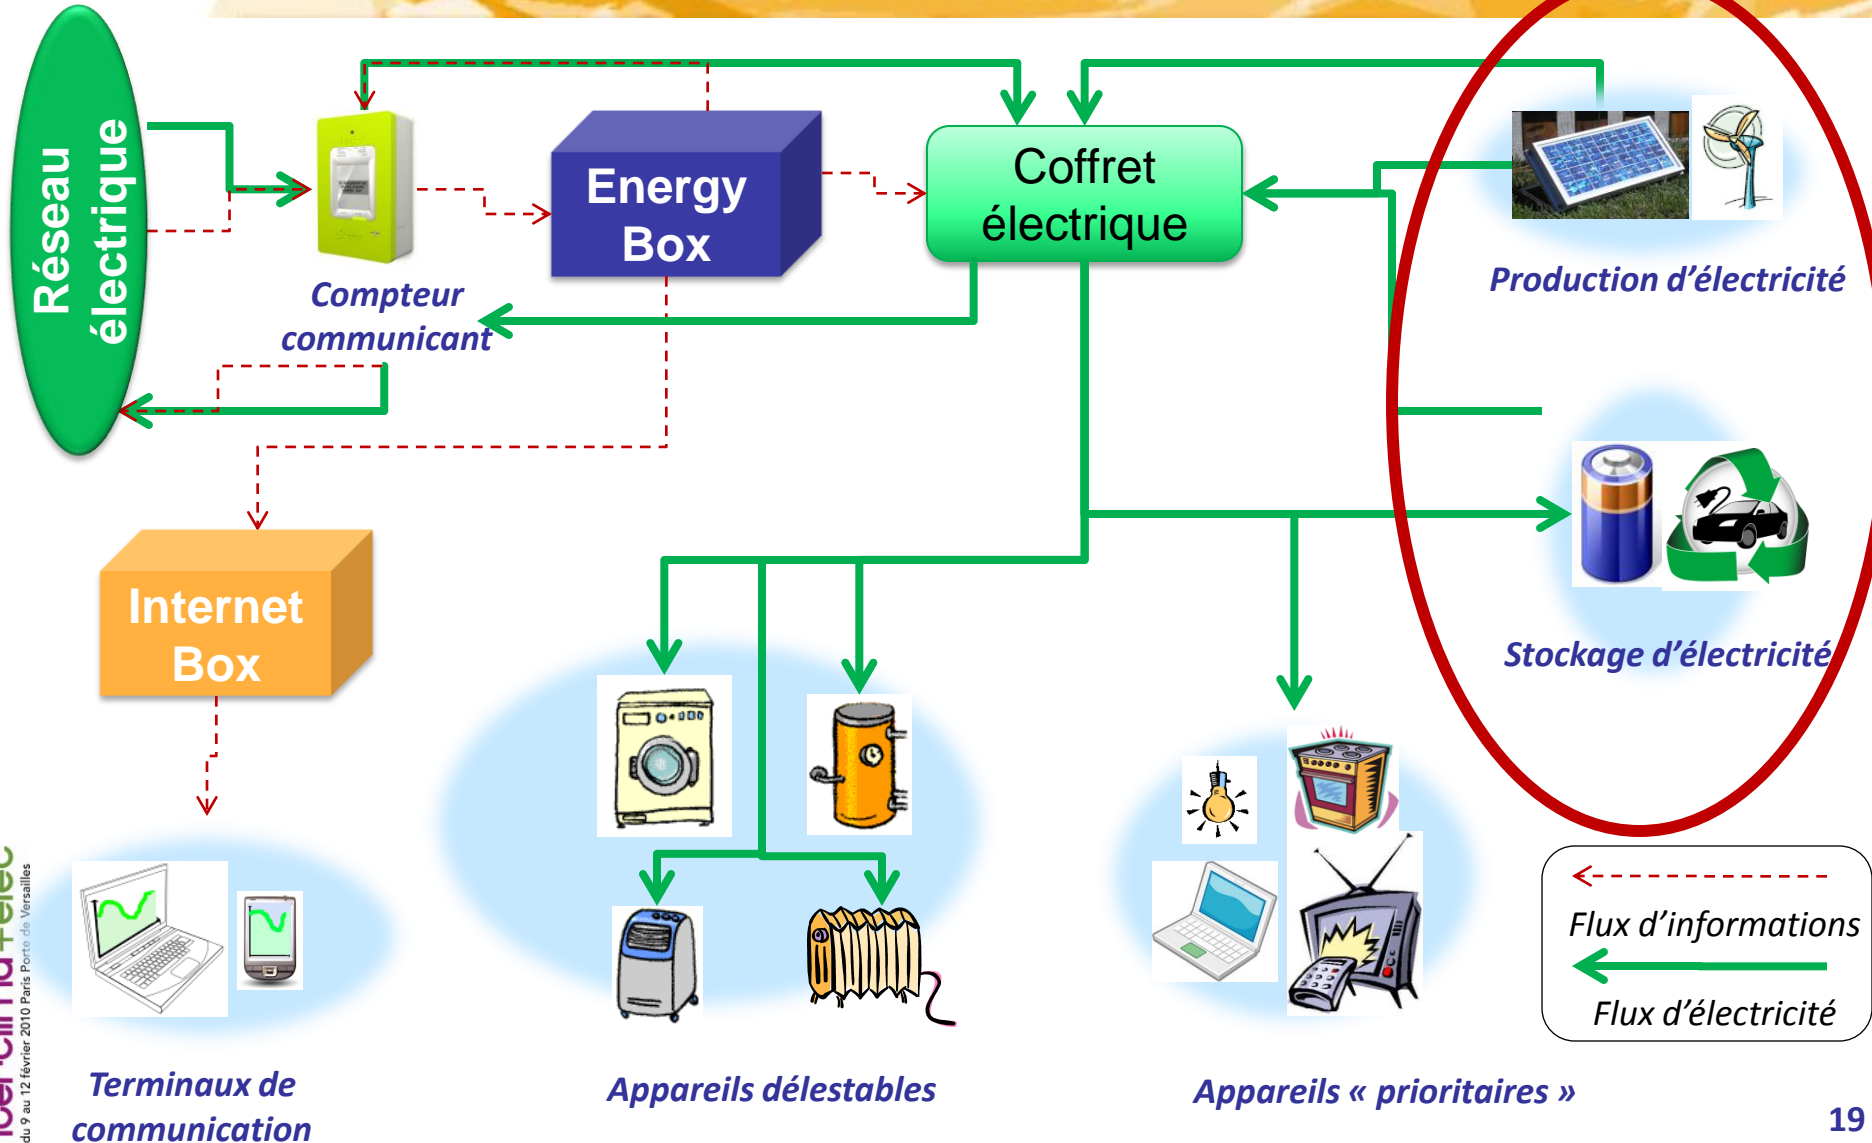 Réseau
électrique
Energy
Box
Coffret
électrique
Compteur
communicant
Production d’électricité
Stockage d’électricité
Internet
Box
Flux d’informations
Flux d’électricité
Terminaux de
communication
Appareils délestables
Appareils « prioritaires »
du 9 au 12 février 2010 Paris Porte de Versailles
19